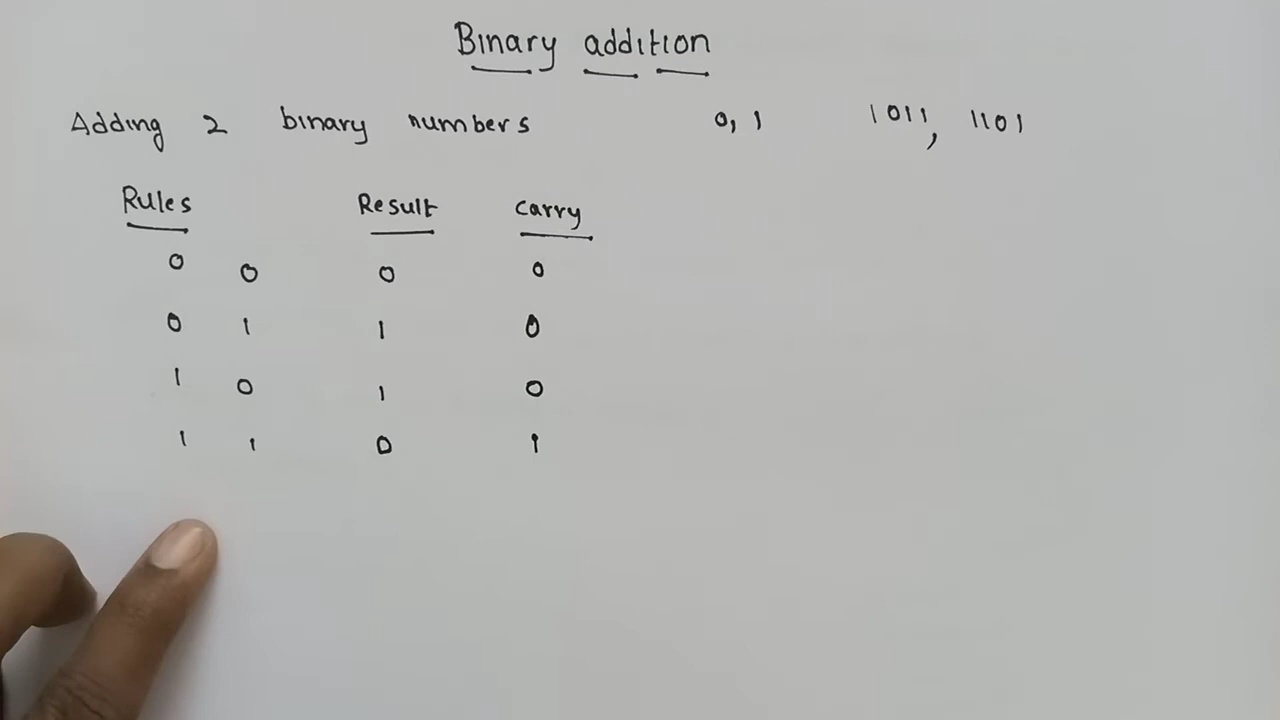 Binary addition
Adding 2 binary numbers 0, 1 1011, 1101
Rules Result Carry
0 0 0 0
0 1 1 0
1 0 1 0
1 1 0 1